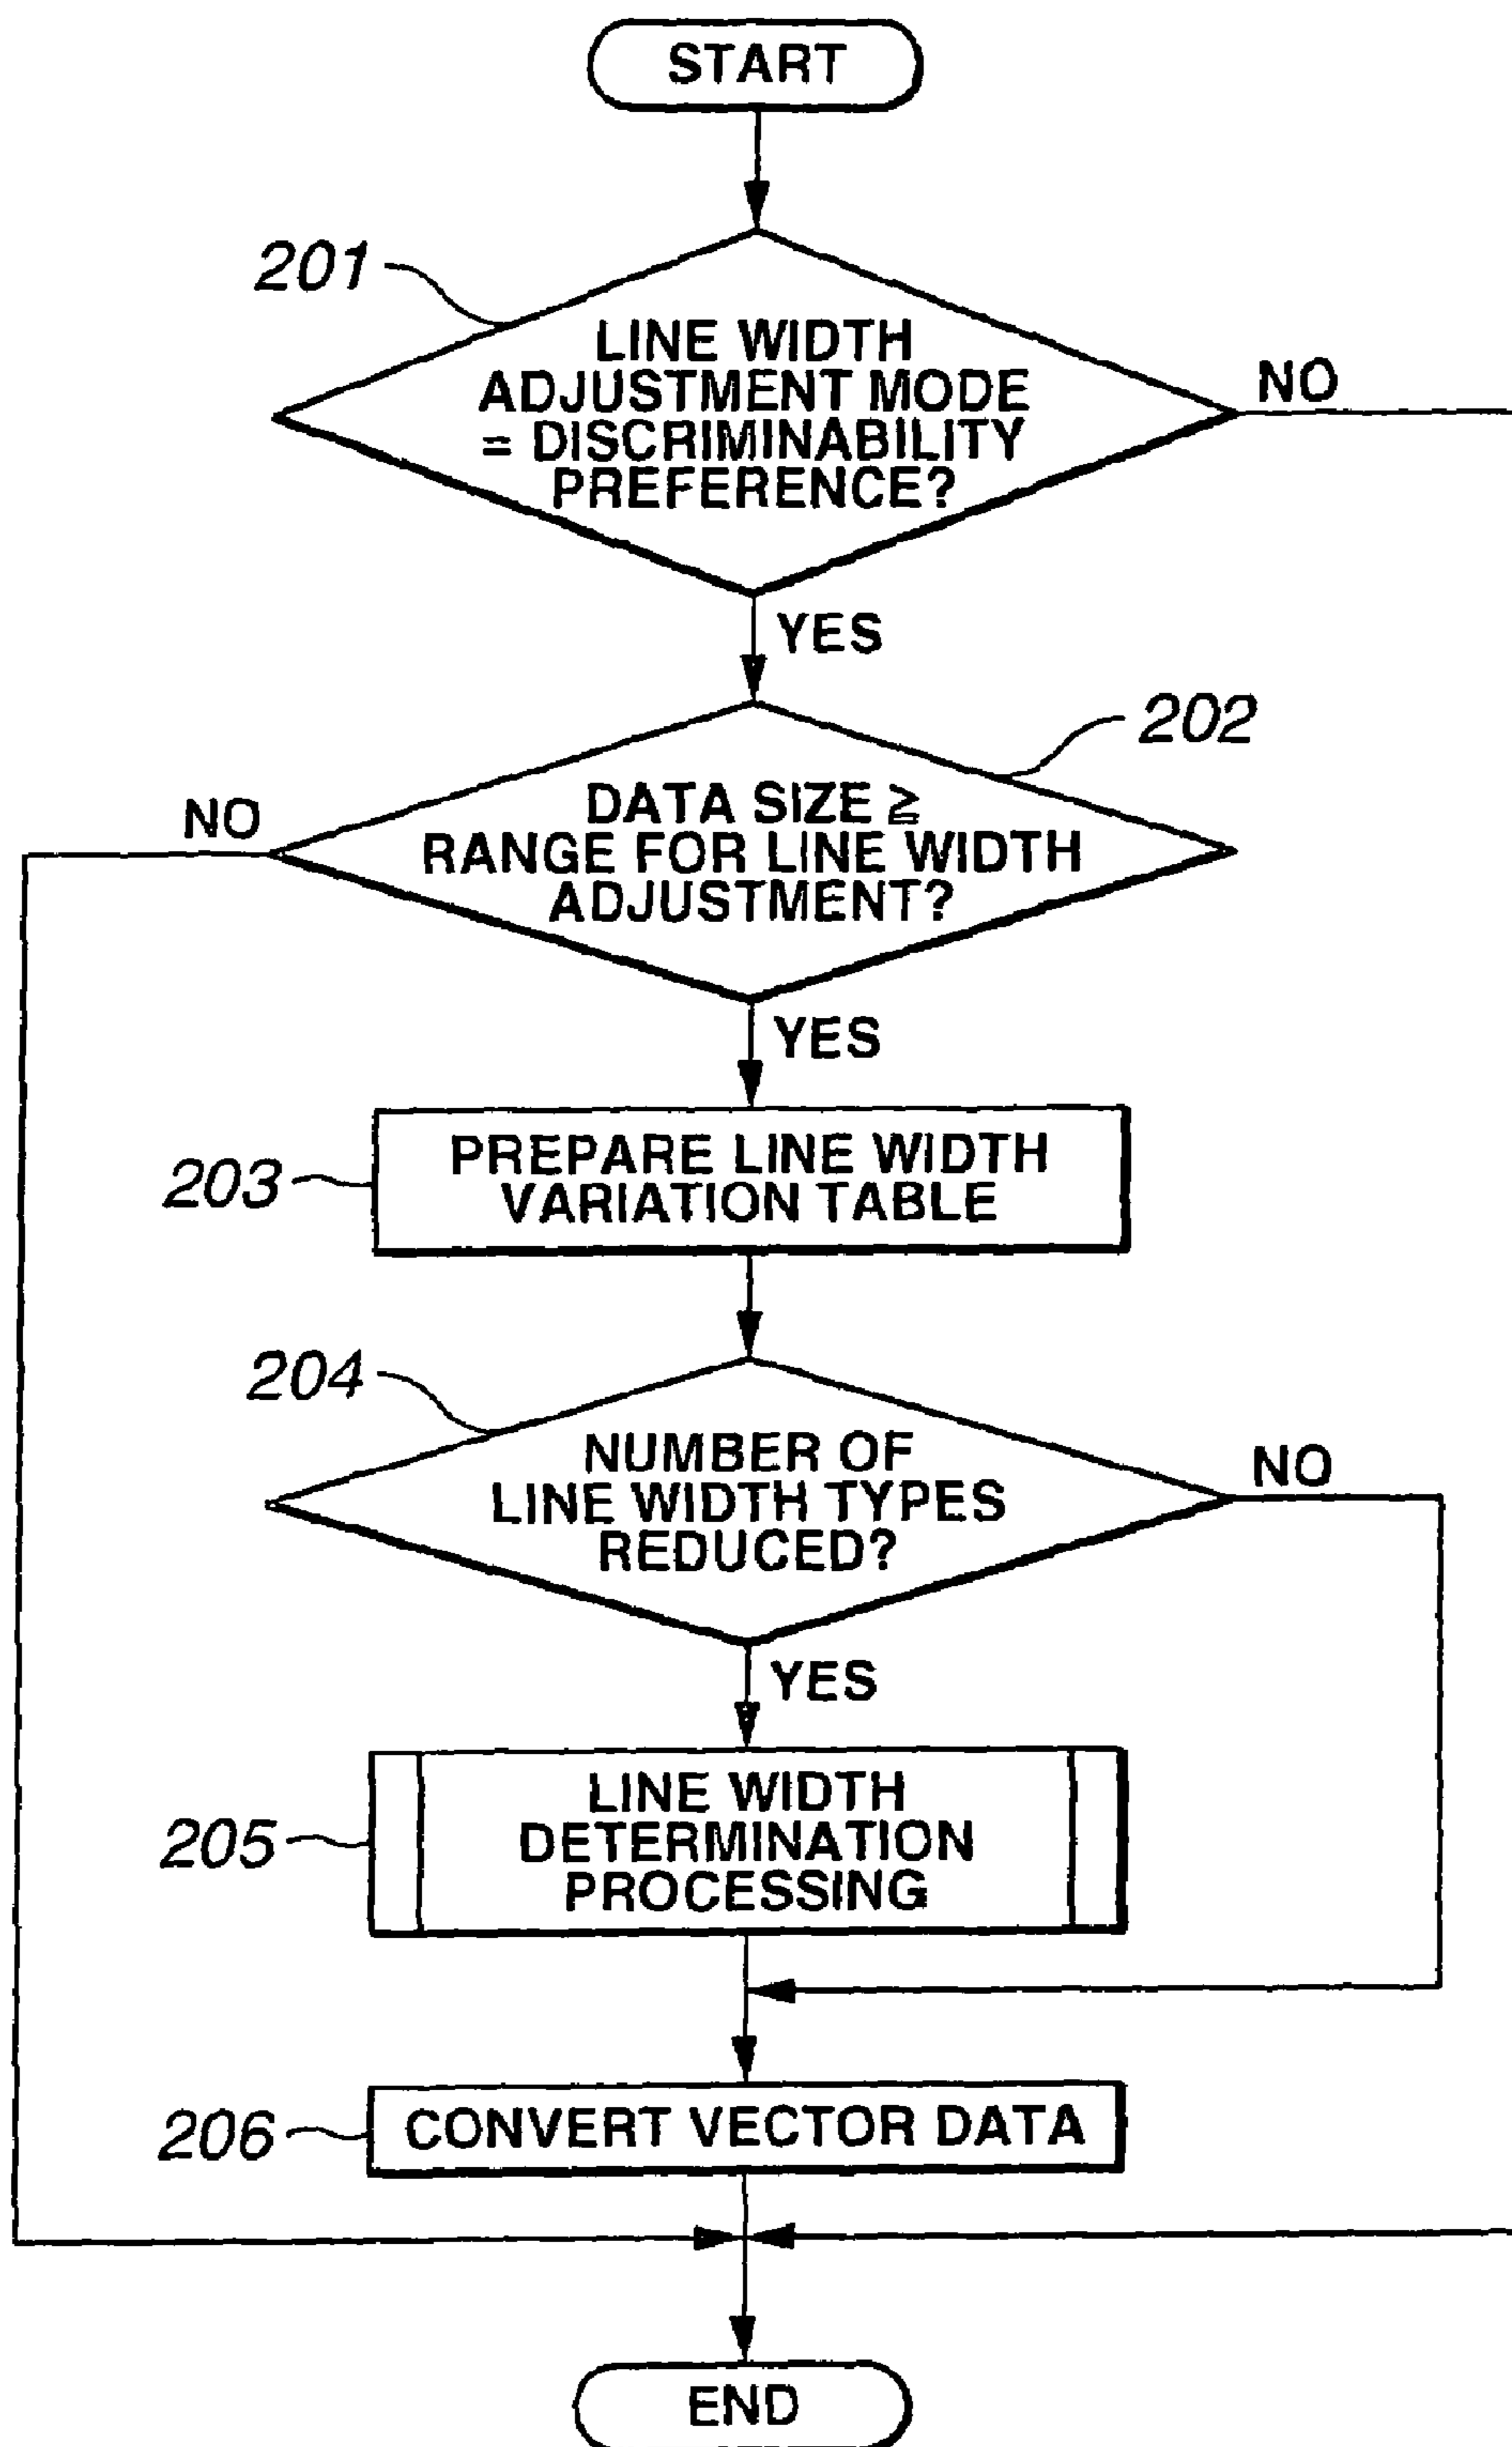 START
201
LINE WIDTH
ADJUSTMENT MODE
= DISCRIMINABILITY
PREFERENCE?
NO
YES
202
DATA SIZE ≧
RANGE FOR LINE WIDTH
ADJUSTMENT?
NO
YES
203
PREPARE LINE WIDTH
VARIATION TABLE
204
NUMBER OF
LINE WIDTH TYPES
REDUCED?
NO
YES
205
LINE WIDTH
DETERMINATION
PROCESSING
206
CONVERT VECTOR DATA
END